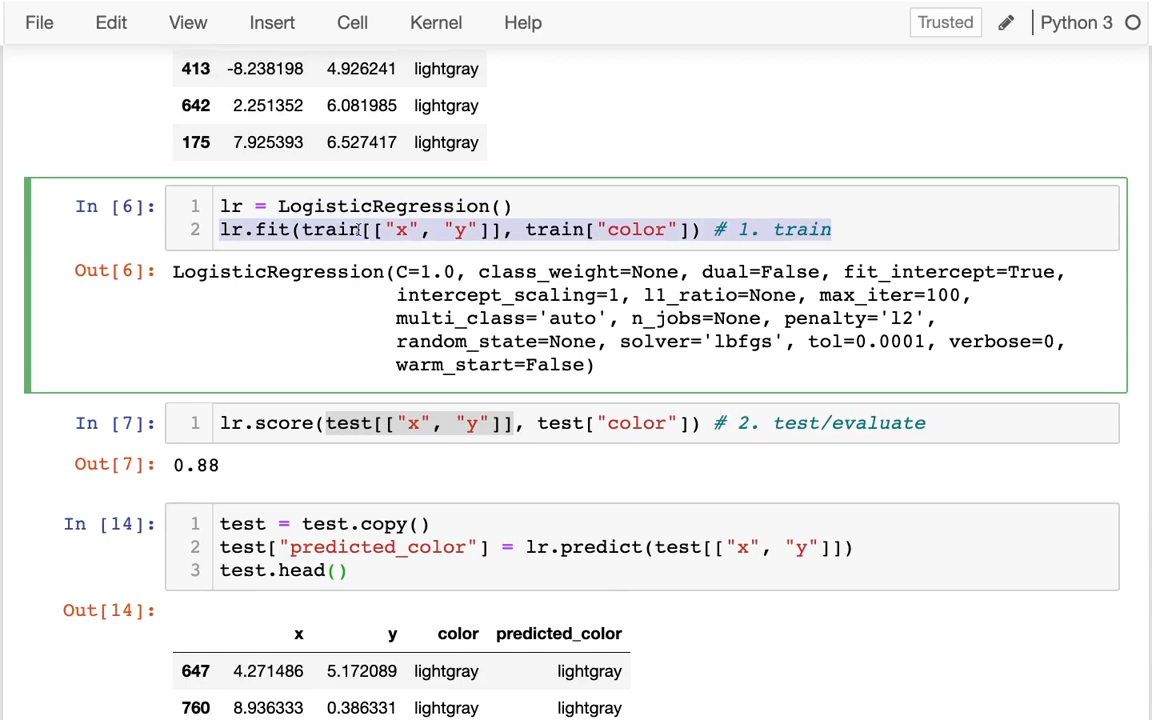 File Edit View Insert Cell Kernel Help Trusted Python 3
413 -8.238198 4.926241 lightgray
642 2.251352 6.081985 lightgray
175 7.925393 6.527417 lightgray
In [6]: 1 lr = LogisticRegression()
2 lr.fit(train[["x", "y"]], train["color"]) # 1. train
Out[6]: LogisticRegression(C=1.0, class_weight=None, dual=False, fit_intercept=True,
intercept_scaling=1, l1_ratio=None, max_iter=100,
multi_class='auto', n_jobs=None, penalty='l2',
random_state=None, solver='lbfgs', tol=0.0001, verbose=0,
warm_start=False)
In [7]: 1 lr.score(test[["x", "y"]], test["color"]) # 2. test/evaluate
Out[7]: 0.88
In [14]: 1 test = test.copy()
2 test["predicted_color"] = lr.predict(test[["x", "y"]])
3 test.head()
Out[14]:
x y color predicted_color
647 4.271486 5.172089 lightgray lightgray
760 8.936333 0.386331 lightgray lightgray